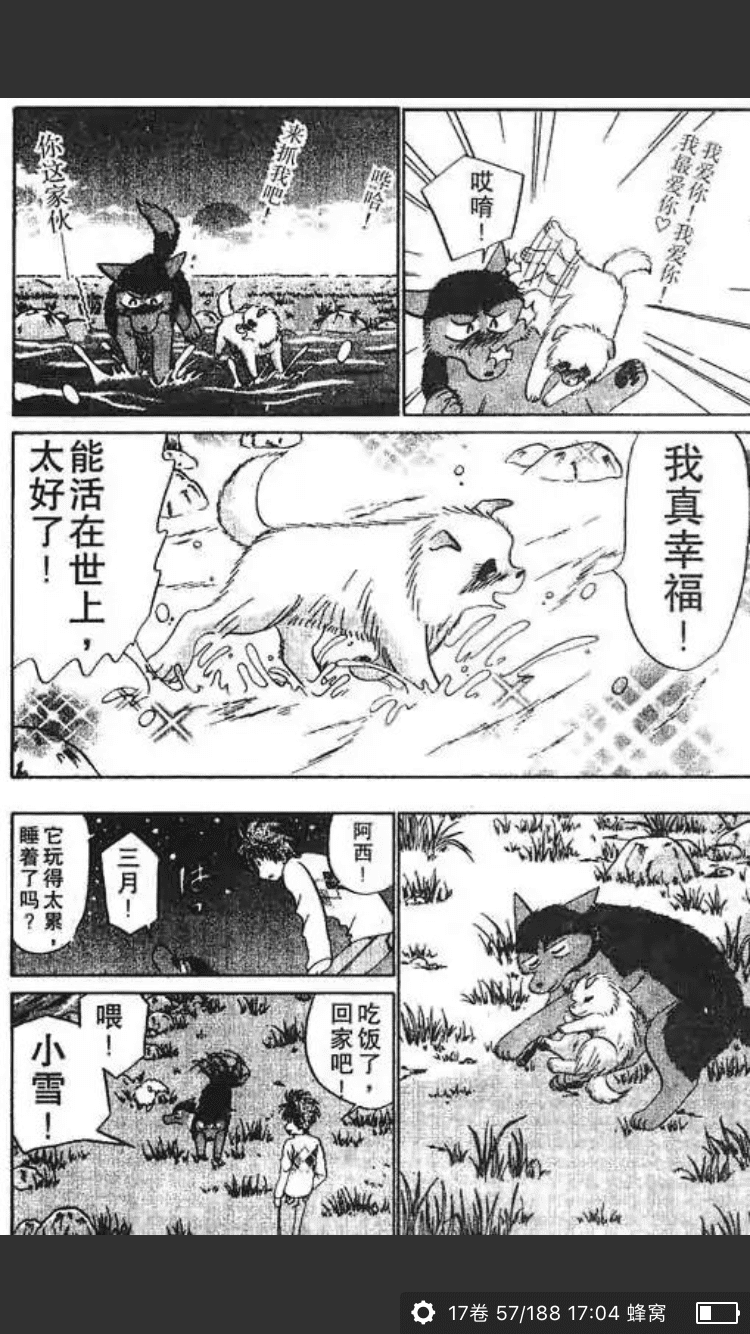 我爱你！我爱你！
我最爱你♡
哎唷！
哗哈！
来抓我吧！
你这家伙
我真幸福！
能活在世上，
太好了！
阿西！
三月！
它玩得太累，
睡着了吗？
吃饭了，
回家吧！
喂！
小雪！
17卷 57/188 17:04 蜂窝